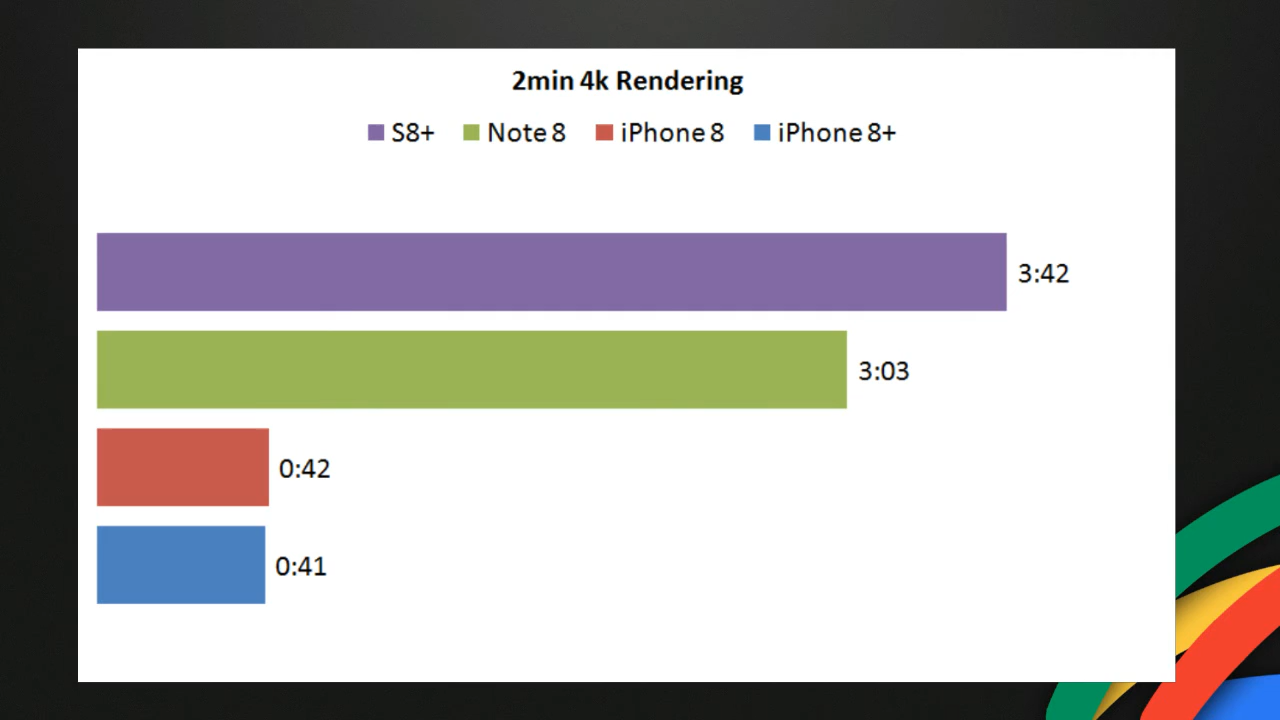 2min 4k Rendering
S8+ Note 8 iPhone 8 iPhone 8+
3:42
3:03
0:42
0:41